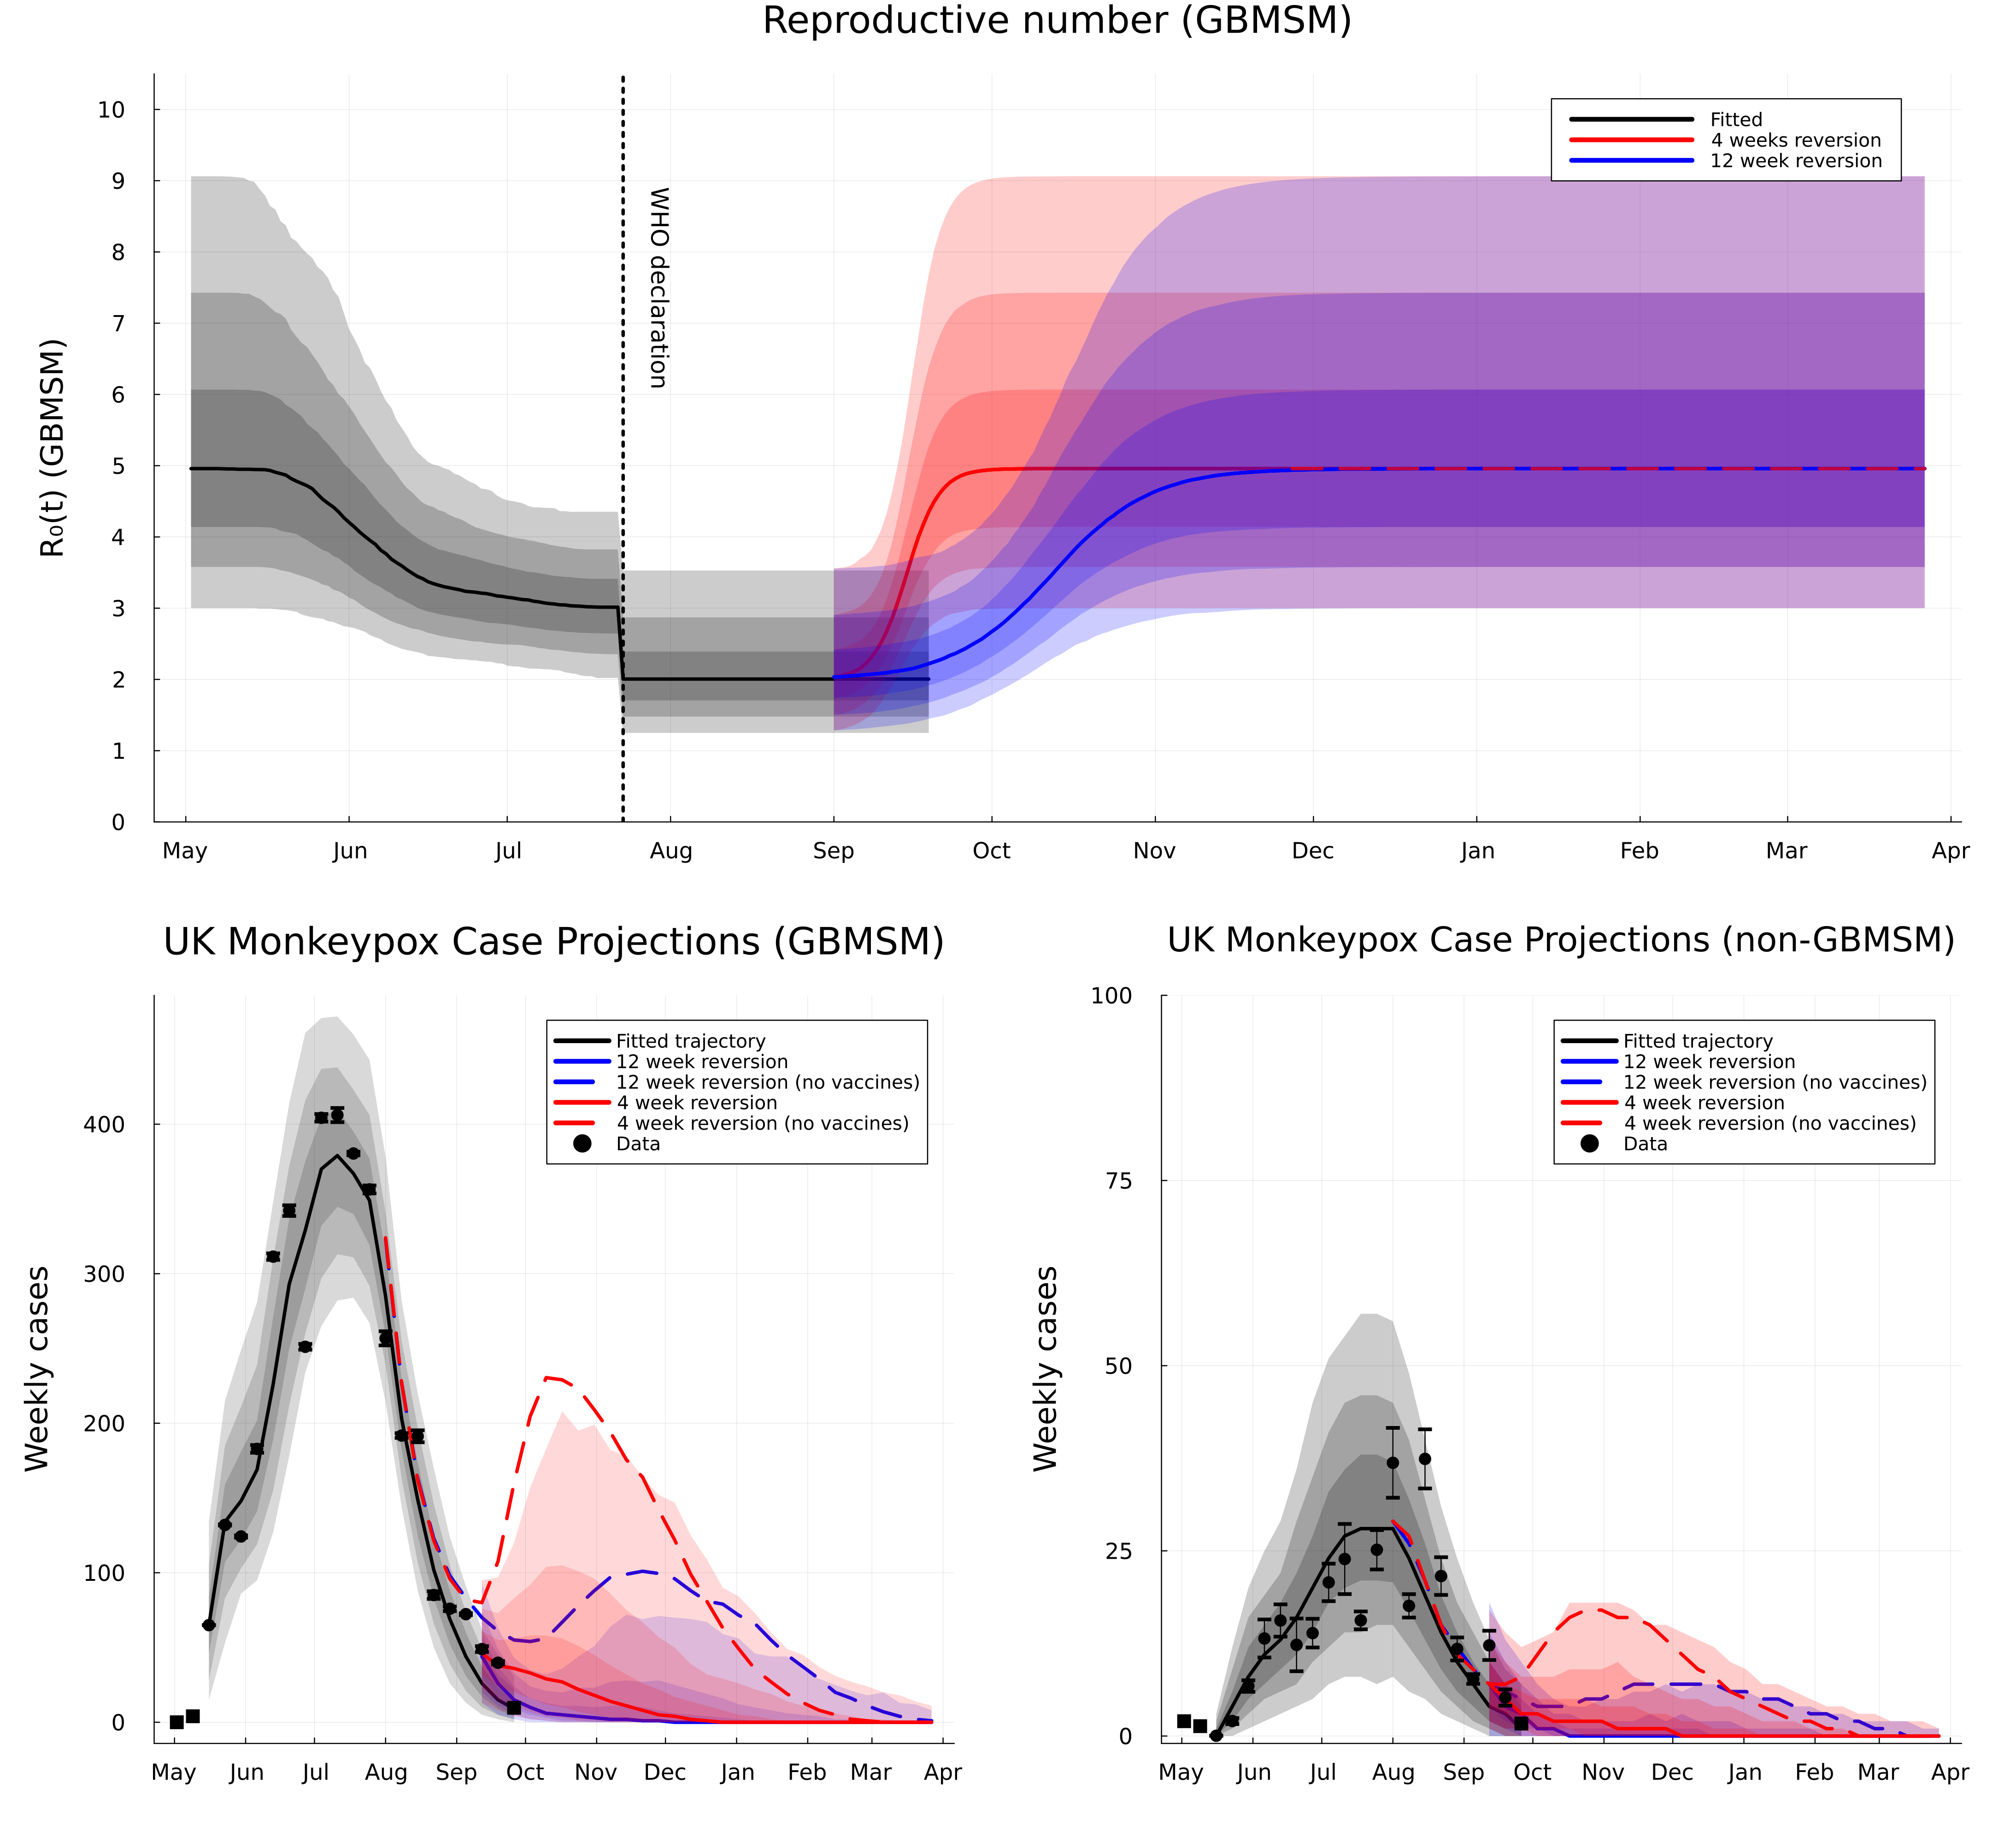 Reproductive number (GBMSM)
R₀(t) (GBMSM)
10
9
8
7
6
5
4
3
2
1
0
WHO declaration
Fitted
4 weeks reversion
12 week reversion
May Jun Jul Aug Sep Oct Nov Dec Jan Feb Mar Apr
UK Monkeypox Case Projections (GBMSM)
Weekly cases
400
300
200
100
0
Fitted trajectory
12 week reversion
12 week reversion (no vaccines)
4 week reversion
4 week reversion (no vaccines)
Data
May Jun Jul Aug Sep Oct Nov Dec Jan Feb Mar Apr
UK Monkeypox Case Projections (non-GBMSM)
Weekly cases
100
75
50
25
0
Fitted trajectory
12 week reversion
12 week reversion (no vaccines)
4 week reversion
4 week reversion (no vaccines)
Data
May Jun Jul Aug Sep Oct Nov Dec Jan Feb Mar Apr